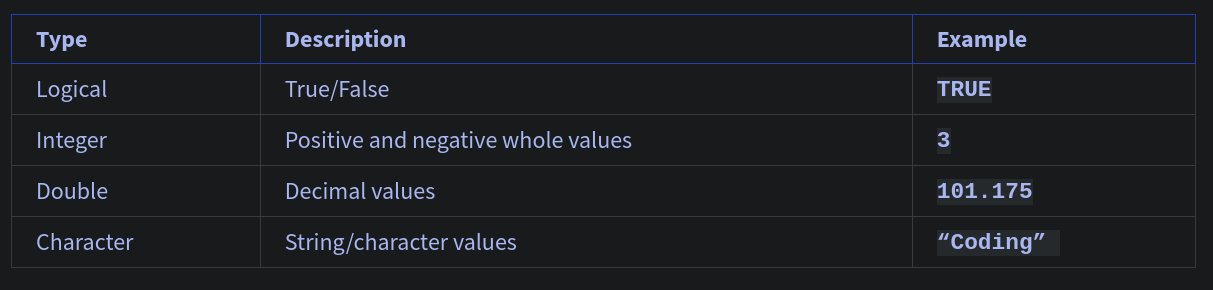 Type Description Example
Logical True/False TRUE
Integer Positive and negative whole values 3
Double Decimal values 101.175
Character String/character values “Coding”